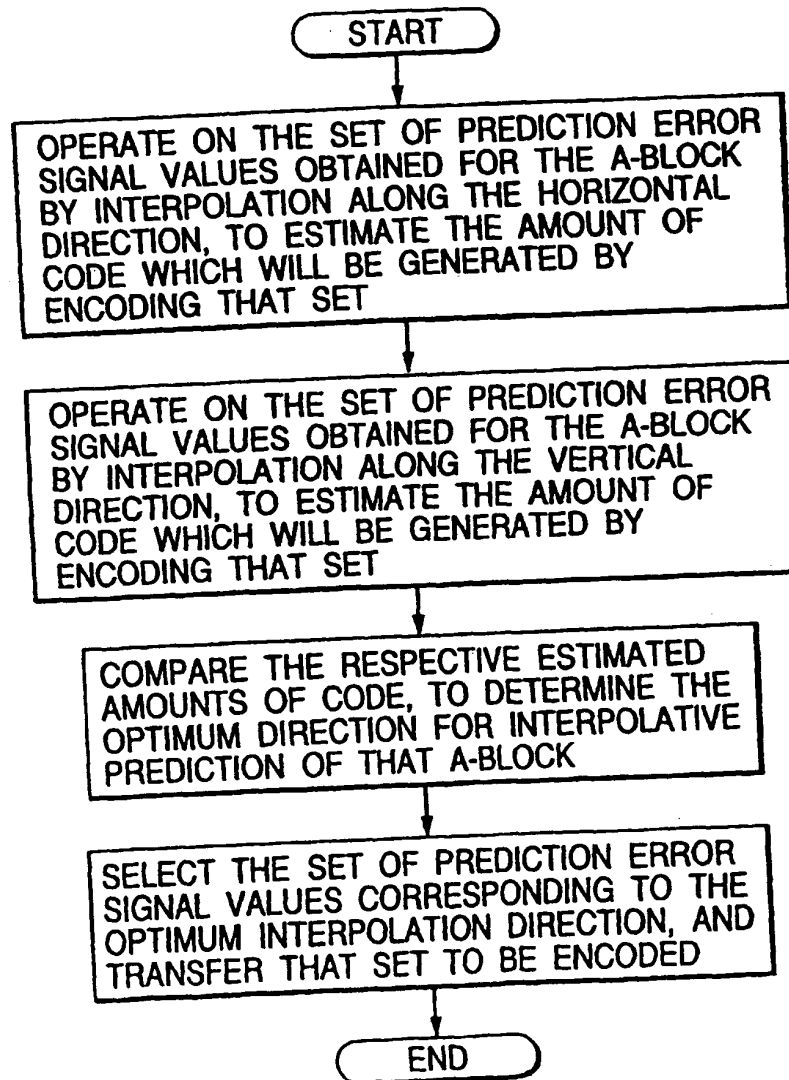 START
OPERATE ON THE SET OF PREDICTION ERROR
SIGNAL VALUES OBTAINED FOR THE A-BLOCK
BY INTERPOLATION ALONG THE HORIZONTAL
DIRECTION, TO ESTIMATE THE AMOUNT OF
CODE WHICH WILL BE GENERATED BY
ENCODING THAT SET
OPERATE ON THE SET OF PREDICTION ERROR
SIGNAL VALUES OBTAINED FOR THE A-BLOCK
BY INTERPOLATION ALONG THE VERTICAL
DIRECTION, TO ESTIMATE THE AMOUNT OF
CODE WHICH WILL BE GENERATED BY
ENCODING THAT SET
COMPARE THE RESPECTIVE ESTIMATED
AMOUNTS OF CODE, TO DETERMINE THE
OPTIMUM DIRECTION FOR INTERPOLATIVE
PREDICTION OF THAT A-BLOCK
SELECT THE SET OF PREDICTION ERROR
SIGNAL VALUES CORRESPONDING TO THE
OPTIMUM INTERPOLATION DIRECTION, AND
TRANSFER THAT SET TO BE ENCODED
END